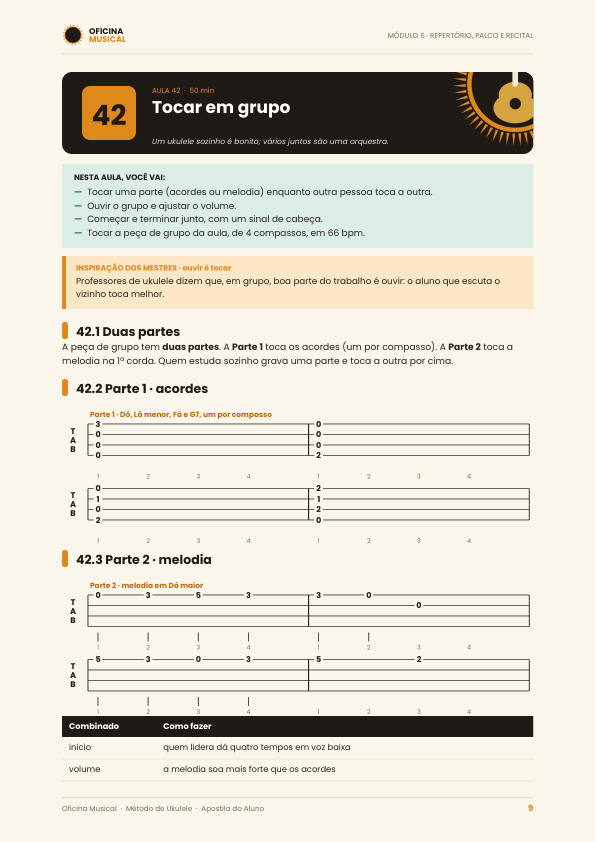 OFICINA
MUSICAL
MÓDULO 6 · REPERTÓRIO, PALCO E RECITAL
42
AULA 42 · 50 min
Tocar em grupo
Um ukulele sozinho é bonito; vários juntos são uma orquestra.
NESTA AULA, VOCÊ VAI:
— Tocar uma parte (acordes ou melodia) enquanto outra pessoa toca a outra.
— Ouvir o grupo e ajustar o volume.
— Começar e terminar junto, com um sinal de cabeça.
— Tocar a peça de grupo da aula, de 4 compassos, em 66 bpm.
INSPIRAÇÃO DOS MESTRES · ouvir é tocar
Professores de ukulele dizem que, em grupo, boa parte do trabalho é ouvir: o aluno que escuta o
vizinho toca melhor.
42.1 Duas partes
A peça de grupo tem duas partes. A Parte 1 toca os acordes (um por compasso). A Parte 2 toca a
melodia na 1ª corda. Quem estuda sozinho grava uma parte e toca a outra por cima.
42.2 Parte 1 · acordes
Parte 1 · Dó, Lá menor, Fá e G7, um por compasso
3 0
T 0 0
A 0 0
B 0 2
1 2 3 4 1 2 3 4
0 2
T 1 1
A 0 2
B 2 0
1 2 3 4 1 2 3 4
42.3 Parte 2 · melodia
Parte 2 · melodia em Dó maior
0 3 5 3 3 0
T 0
A
B
1 2 3 4 1 2 3 4
5 3 0 3 5 2
T
A
B
1 2 3 4 1 2 3 4
Combinado Como fazer
início quem lidera dá quatro tempos em voz baixa
volume a melodia soa mais forte que os acordes
Oficina Musical · Método de Ukulele · Apostila do Aluno 9